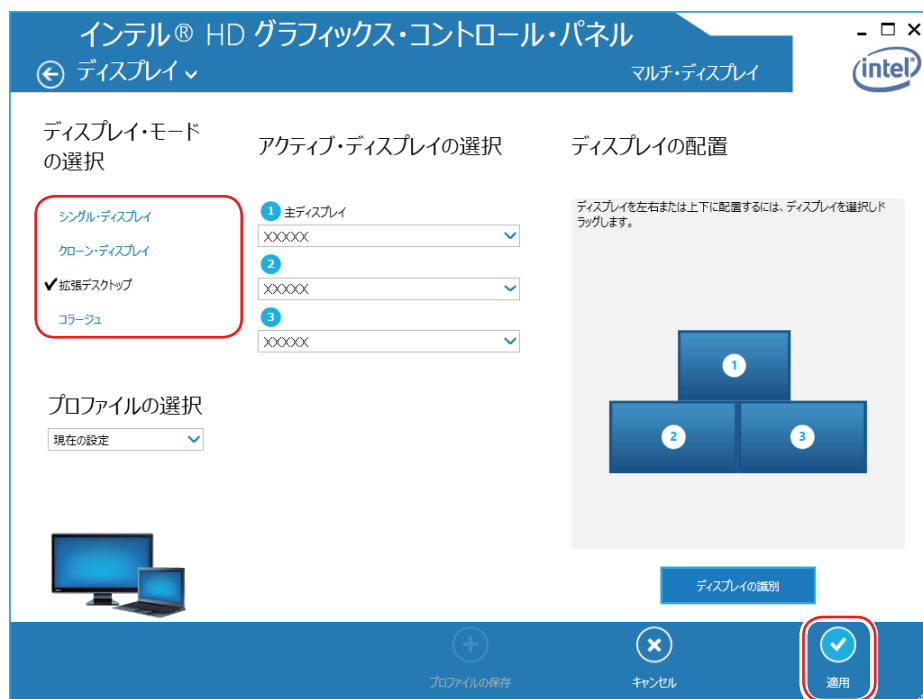 インテル® HD グラフィックス・コントロール・パネル
ディスプレイ
マルチ・ディスプレイ
intel
ディスプレイ・モード
の選択
シングル・ディスプレイ
クローン・ディスプレイ
拡張デスクトップ
コラージュ
プロファイルの選択
現在の設定
アクティブ・ディスプレイの選択
1 主ディスプレイ
XXXXX
2
XXXXX
3
XXXXX
ディスプレイの配置
ディスプレイを左右または上下に配置するには、ディスプレイを選択しド
ラッグします。
1
2 3
ディスプレイの識別
プロファイルの保存
キャンセル
適用